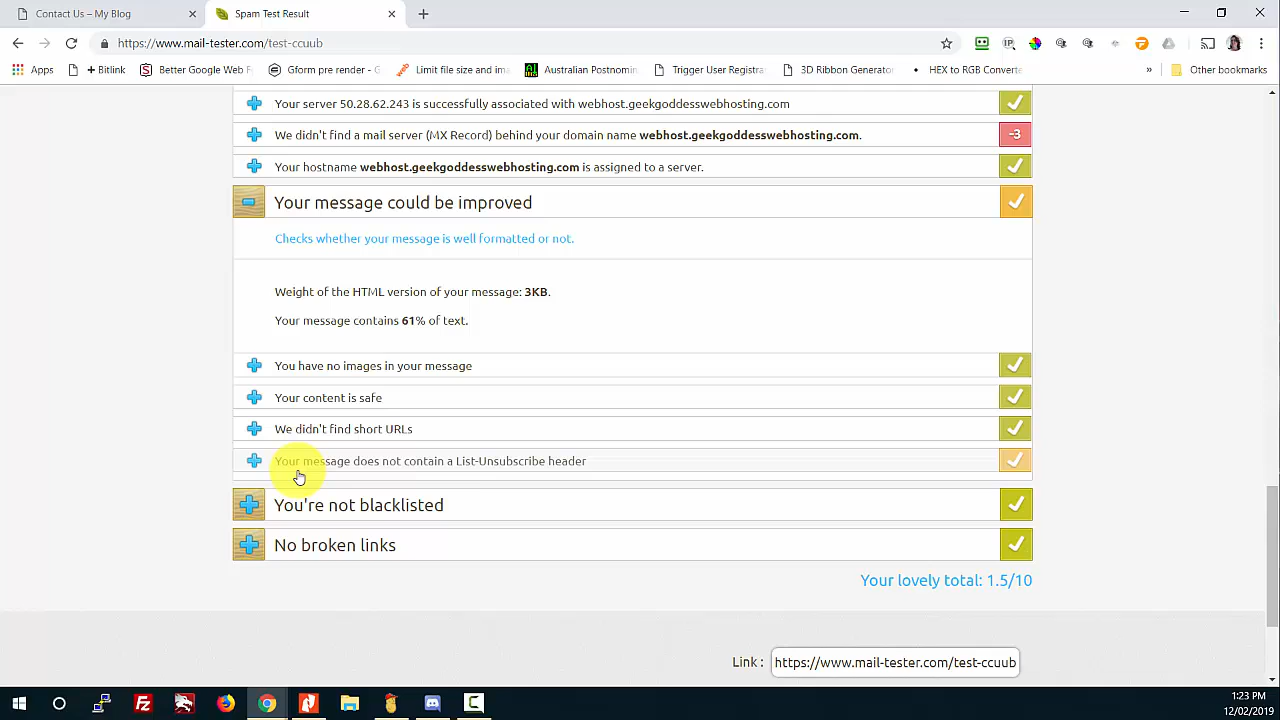 Contact Us – My Blog
Spam Test Result
https://www.mail-tester.com/test-ccuub
Apps
+ Bitlink
Better Google Web F
Gform pre render - G
Limit file size and im
Australian Postnomin
Trigger User Registra
3D Ribbon Generator
HEX to RGB Converte
»
Other bookmarks
Your server 50.28.62.243 is successfully associated with webhost.geekgoddesswebhosting.com
We didn't find a mail server (MX Record) behind your domain name webhost.geekgoddesswebhosting.com.
-3
Your hostname webhost.geekgoddesswebhosting.com is assigned to a server.
Your message could be improved
Checks whether your message is well formatted or not.
Weight of the HTML version of your message: 3KB.
Your message contains 61% of text.
You have no images in your message
Your content is safe
We didn't find short URLs
Your message does not contain a List-Unsubscribe header
You're not blacklisted
No broken links
Your lovely total: 1.5/10
Link : https://www.mail-tester.com/test-ccuub
1:23 PM
12/02/2019